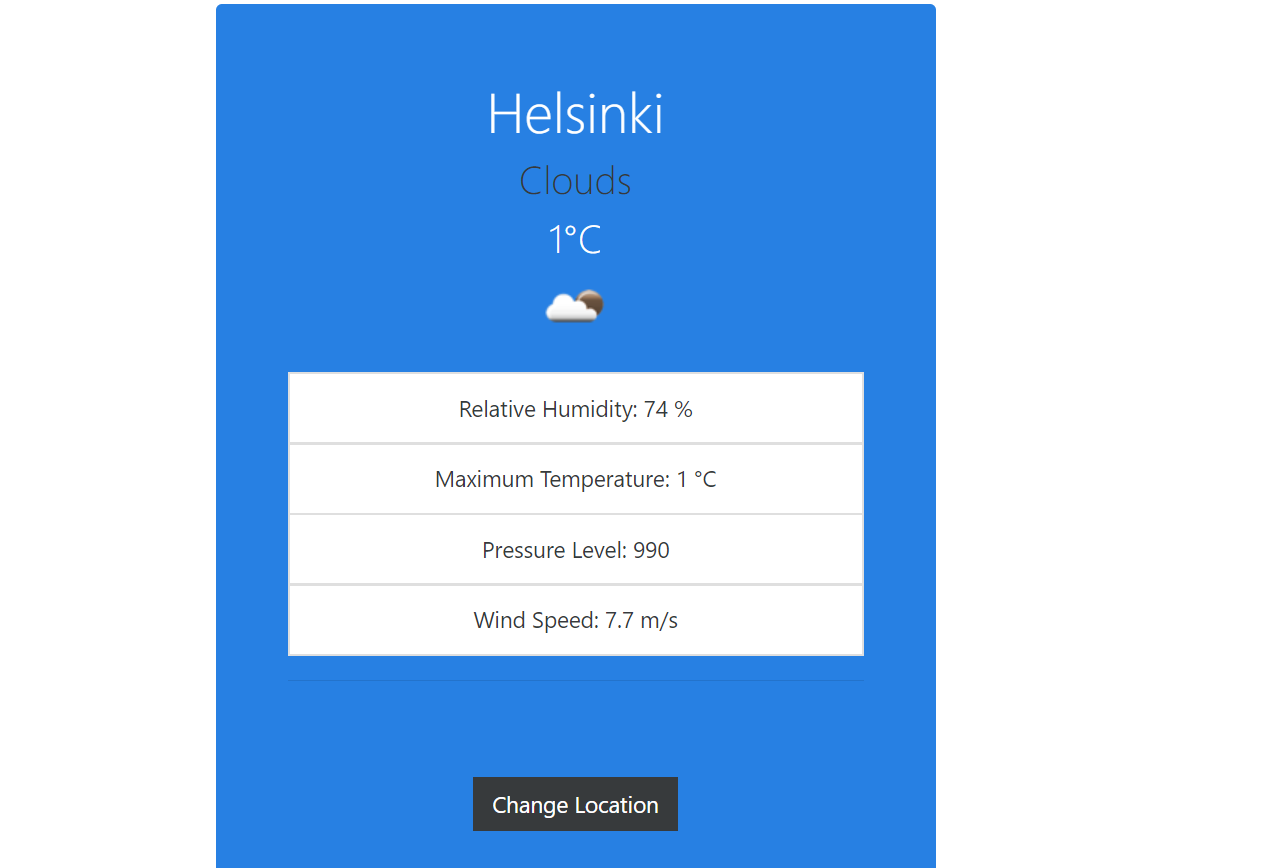 Helsinki
Clouds
1°C
Relative Humidity: 74 %
Maximum Temperature: 1 °C
Pressure Level: 990
Wind Speed: 7.7 m/s
Change Location